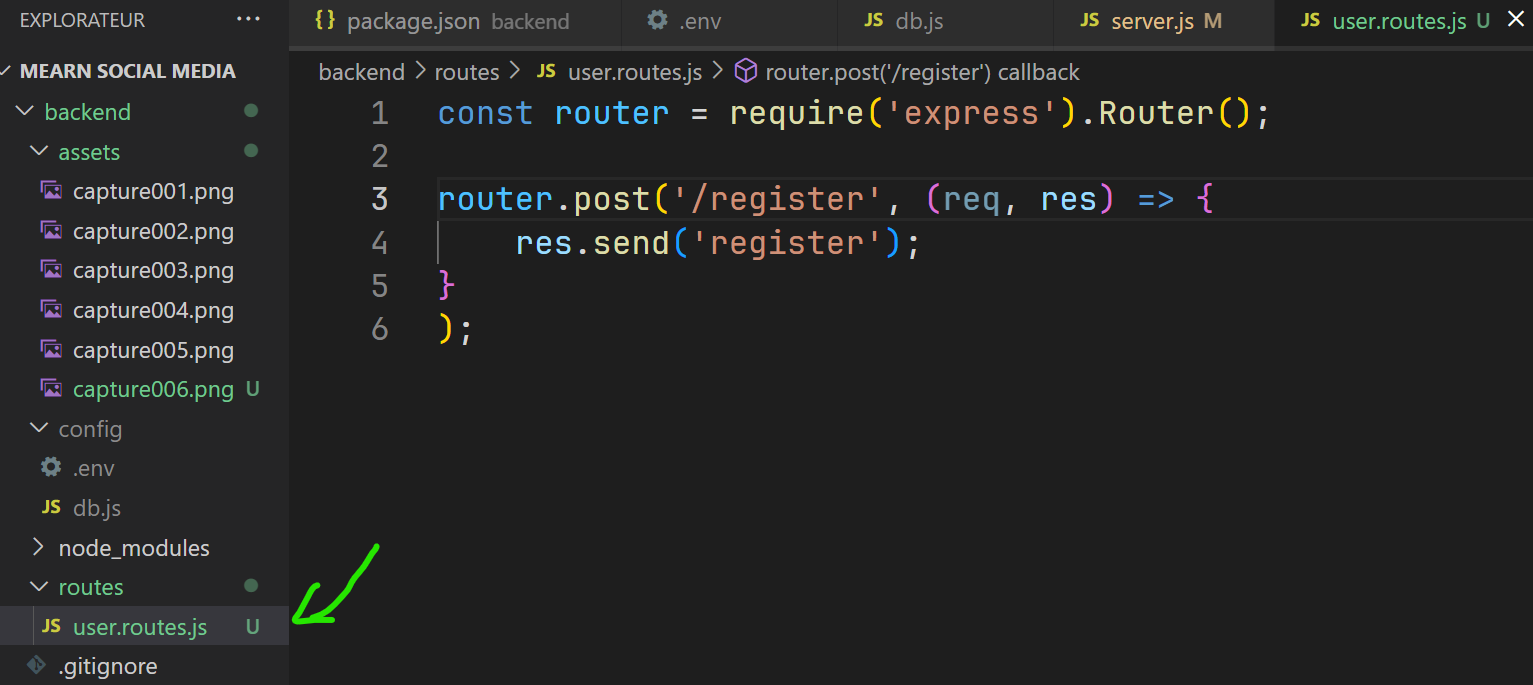 EXPLORATEUR ···
MEARN SOCIAL MEDIA
backend
assets
capture001.png
capture002.png
capture003.png
capture004.png
capture005.png
capture006.png U
config
.env
JS db.js
node_modules
routes
JS user.routes.js U
.gitignore
{} package.json backend
.env
JS db.js
JS server.js M
JS user.routes.js U
backend > routes > JS user.routes.js > router.post('/register') callback
1 const router = require('express').Router();
2
3 router.post('/register', (req, res) => {
4     res.send('register');
5 }
6 );